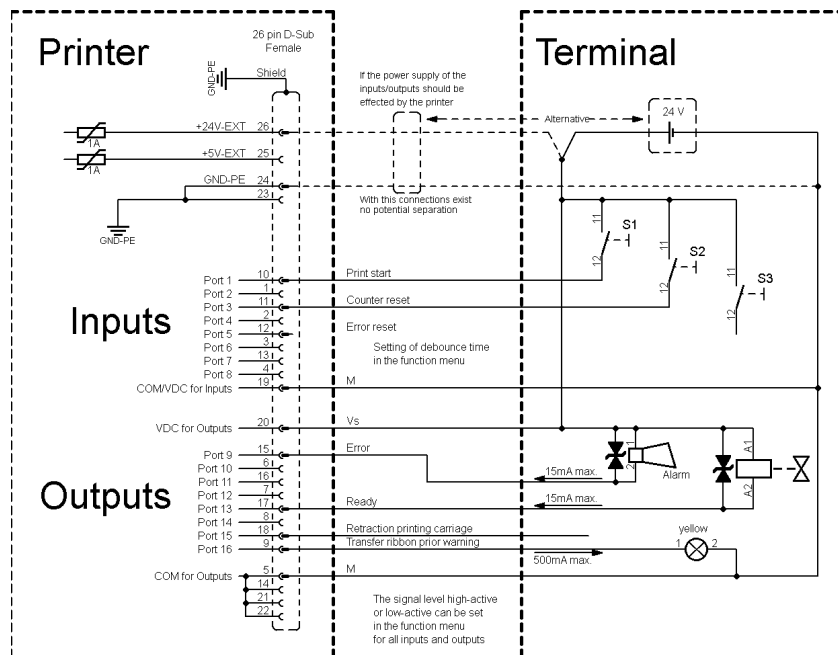 Printer
Terminal
26 pin D-Sub
Female
Shield
GND-PE
If the power supply of the
inputs/outputs should be
effected by the printer
Alternative
24 V
+24V-EXT 26
1A
+5V-EXT 25
1A
GND-PE 24
23
GND-PE
With this connections exist
no potential separation
11 S1
12
11 S2
12
11 S3
12
Inputs
Port 1 10 Print start
Port 2 1
Port 3 11 Counter reset
Port 4 2
Port 5 12 Error reset
Port 6 3
Port 7 13
Port 8 4
Setting of debounce time
in the function menu
COM/VDC for Inputs 19 M
Outputs
VDC for Outputs 20 Vs
Port 9 15 Error
Port 10 6
Port 11 16
Port 12 7
Port 13 17 Ready
Port 14 8
Port 15 18 Retraction printing carriage
Port 16 9 Transfer ribbon prior warning
15mA max.
1
2
Alarm
A1
A2
15mA max.
yellow
1 2
500mA max.
COM for Outputs 5 M
14
21
22
The signal level high-active
or low-active can be set
in the function menu
for all inputs and outputs